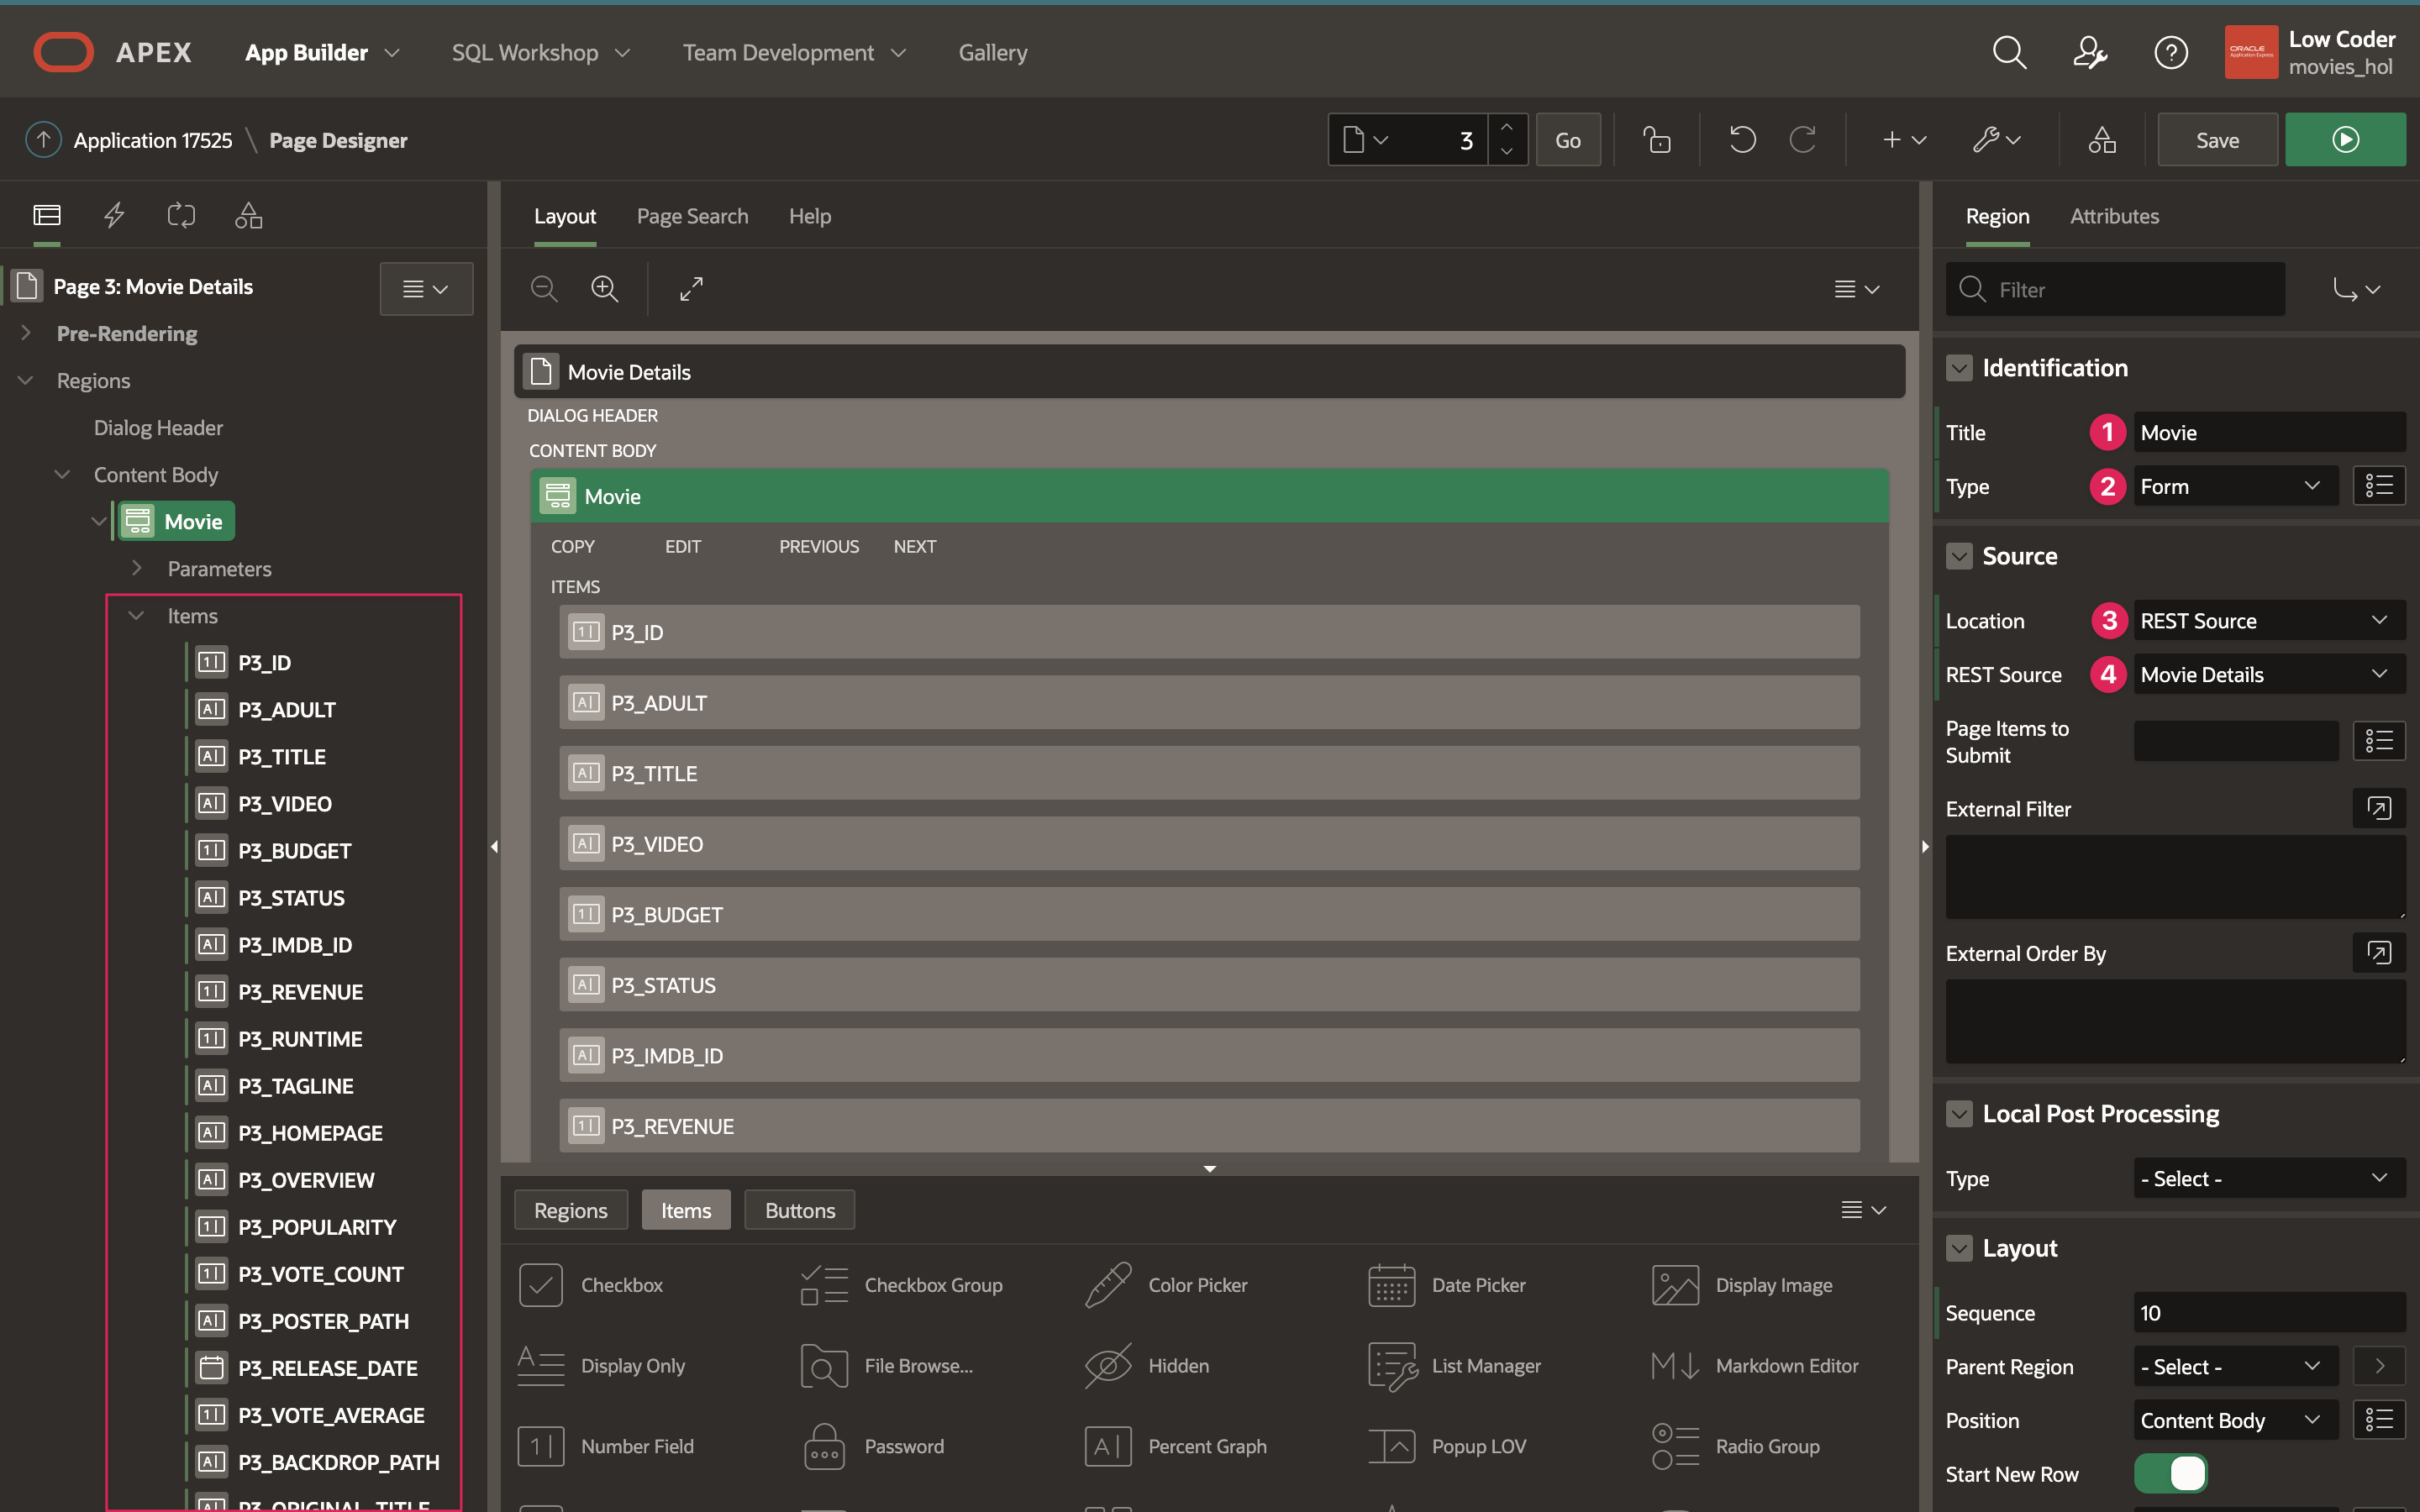 APEX
App Builder
SQL Workshop
Team Development
Gallery
ORACLE
Low Coder
movies_hol
Application 17525 \ Page Designer
3
Go
Save
Page 3: Movie Details
Pre-Rendering
Regions
Dialog Header
Content Body
Movie
Parameters
Items
P3_ID
P3_ADULT
P3_TITLE
P3_VIDEO
P3_BUDGET
P3_STATUS
P3_IMDB_ID
P3_REVENUE
P3_RUNTIME
P3_TAGLINE
P3_HOMEPAGE
P3_OVERVIEW
P3_POPULARITY
P3_VOTE_COUNT
P3_POSTER_PATH
P3_RELEASE_DATE
P3_VOTE_AVERAGE
P3_BACKDROP_PATH
P3_ORIGINAL_TITLE
Layout
Page Search
Help
Movie Details
DIALOG HEADER
CONTENT BODY
Movie
COPY
EDIT
PREVIOUS
NEXT
ITEMS
P3_ID
P3_ADULT
P3_TITLE
P3_VIDEO
P3_BUDGET
P3_STATUS
P3_IMDB_ID
P3_REVENUE
Regions
Items
Buttons
Checkbox
Checkbox Group
Color Picker
Date Picker
Display Image
Display Only
File Browse...
Hidden
List Manager
Markdown Editor
Number Field
Password
Percent Graph
Popup LOV
Radio Group
Region
Attributes
Filter
Identification
Title 1 Movie
Type 2 Form
Source
Location 3 REST Source
REST Source 4 Movie Details
Page Items to
Submit
External Filter
External Order By
Local Post Processing
Type - Select -
Layout
Sequence 10
Parent Region - Select -
Position Content Body
Start New Row